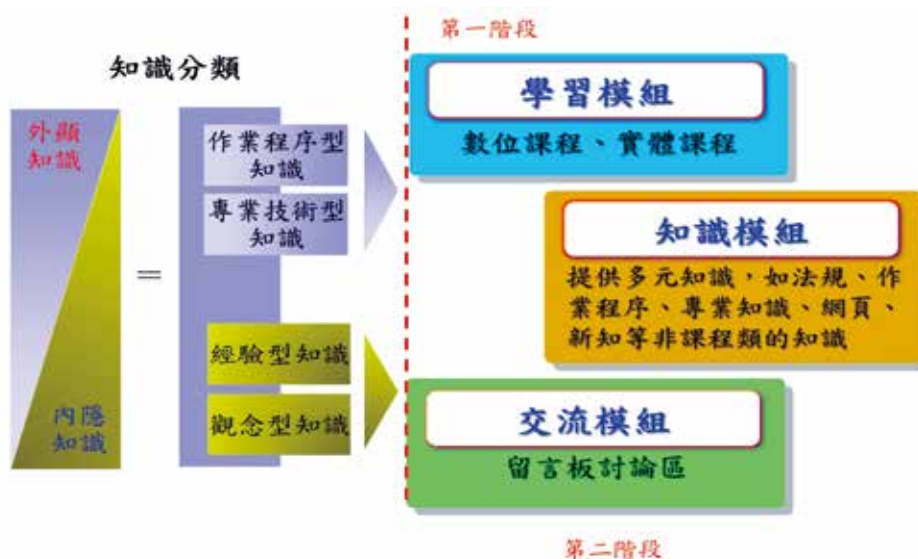 第一階段
知識分類
外顯
知識
內隱
知識
=
作業程序型
知識
專業技術型
知識
經驗型知識
觀念型知識
學習模組
數位課程、實體課程
知識模組
提供多元知識，如法規、作
業程序、專業知識、網頁、
新知等非課程類的知識
交流模組
留言板討論區
第二階段